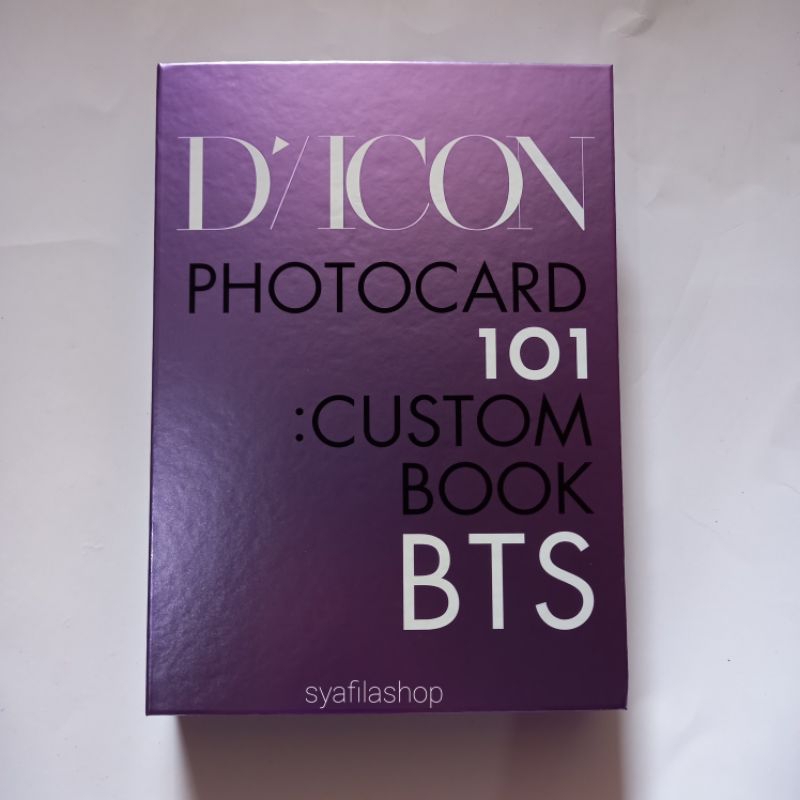 D'/ICON
PHOTOCARD
101
:CUSTOM
BOOK
BTS
syafilashop